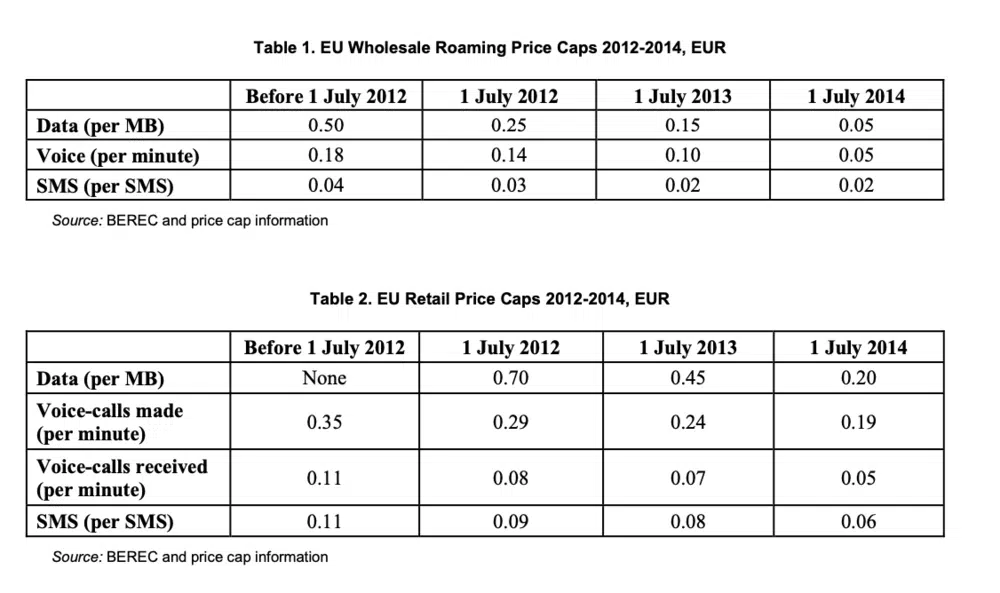 Table 1. EU Wholesale Roaming Price Caps 2012-2014, EUR
Before 1 July 2012 1 July 2012 1 July 2013 1 July 2014
Data (per MB) 0.50 0.25 0.15 0.05
Voice (per minute) 0.18 0.14 0.10 0.05
SMS (per SMS) 0.04 0.03 0.02 0.02
Source: BEREC and price cap information
Table 2. EU Retail Price Caps 2012-2014, EUR
Before 1 July 2012 1 July 2012 1 July 2013 1 July 2014
Data (per MB) None 0.70 0.45 0.20
Voice-calls made
(per minute) 0.35 0.29 0.24 0.19
Voice-calls received
(per minute) 0.11 0.08 0.07 0.05
SMS (per SMS) 0.11 0.09 0.08 0.06
Source: BEREC and price cap information